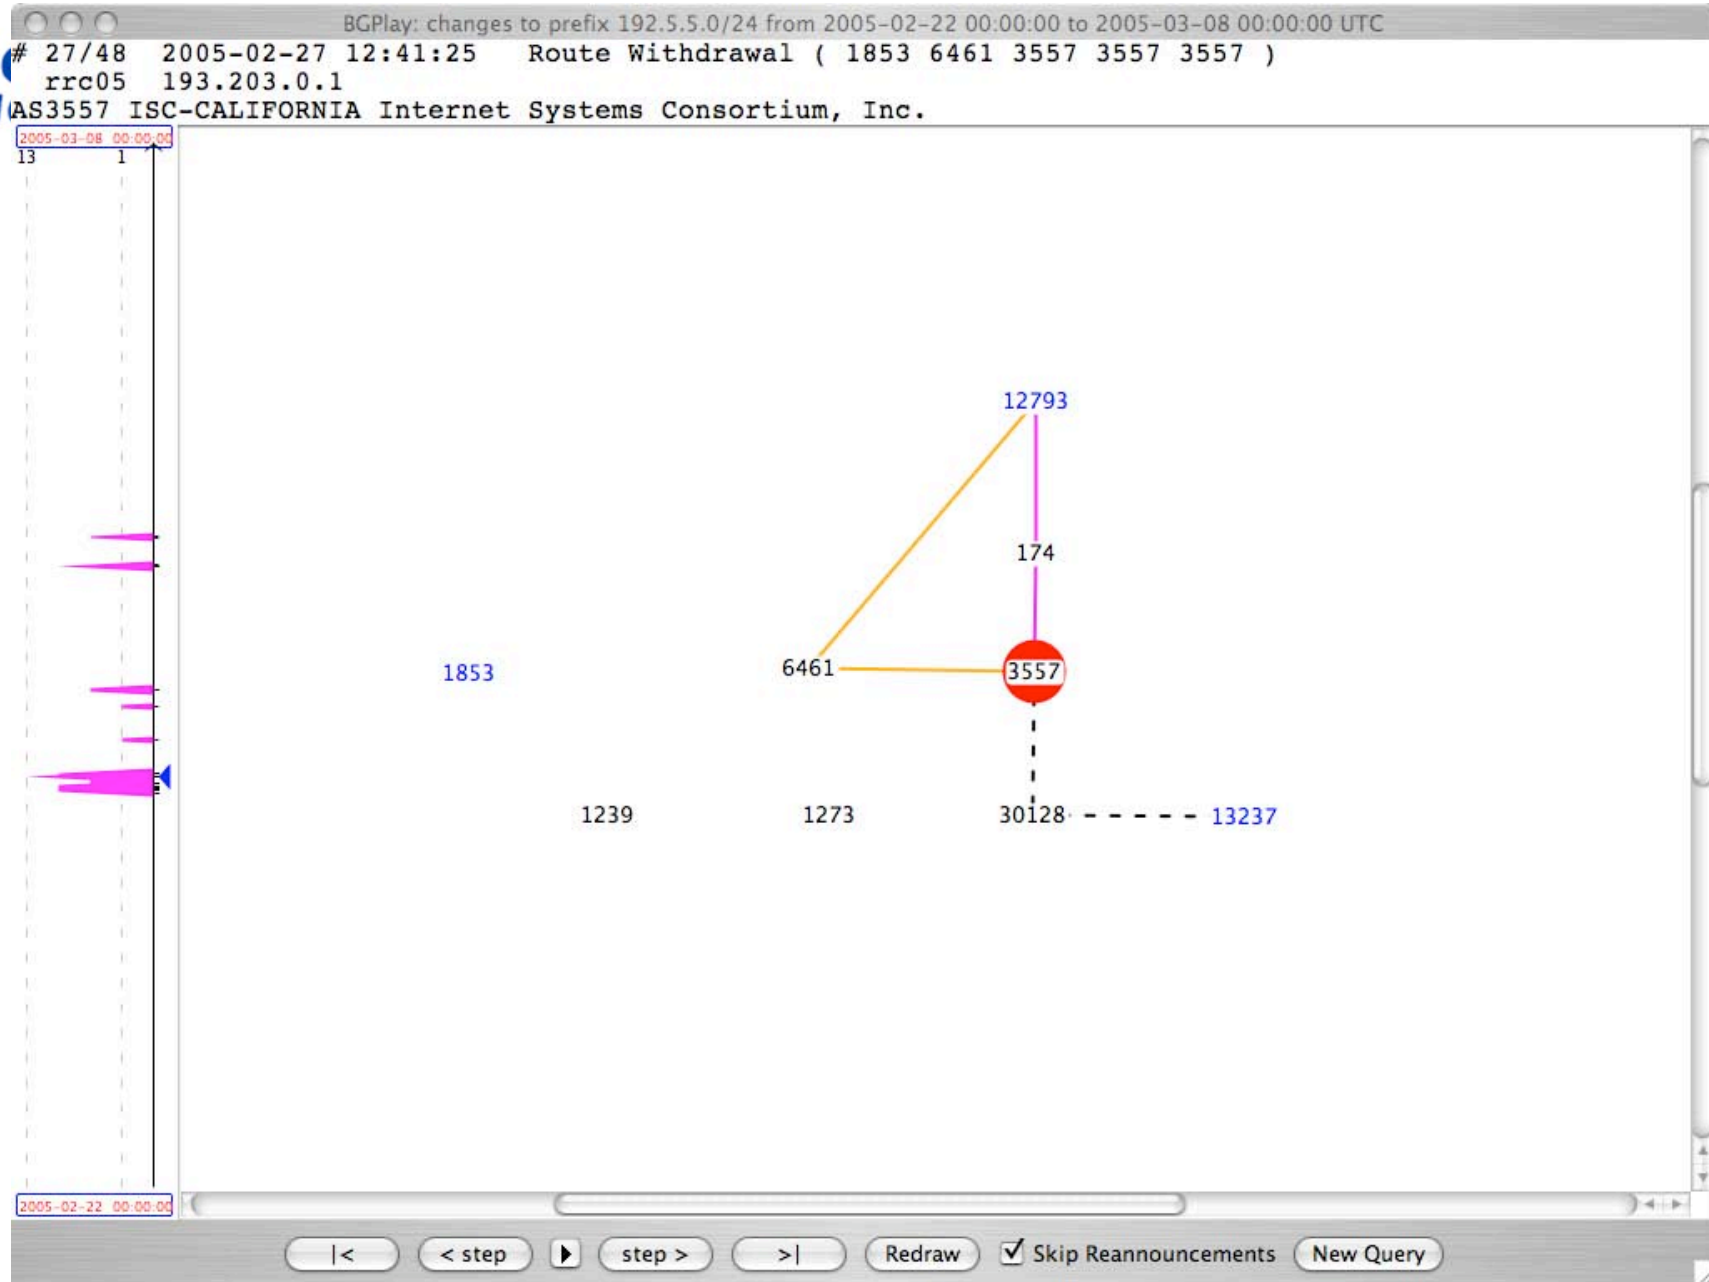 BGPlay: changes to prefix 192.5.5.0/24 from 2005-02-22 00:00:00 to 2005-03-08 00:00:00 UTC
# 27/48 2005-02-27 12:41:25 Route Withdrawal ( 1853 6461 3557 3557 3557 )
rrc05 193.203.0.1
AS3557 ISC-CALIFORNIA Internet Systems Consortium, Inc.
2005-03-08 00:00:00
13 1
12793
174
1853 6461 3557
1239 1273 30128 13237
2005-02-22 00:00:00
|< < step step > >| Redraw Skip Reannouncements New Query